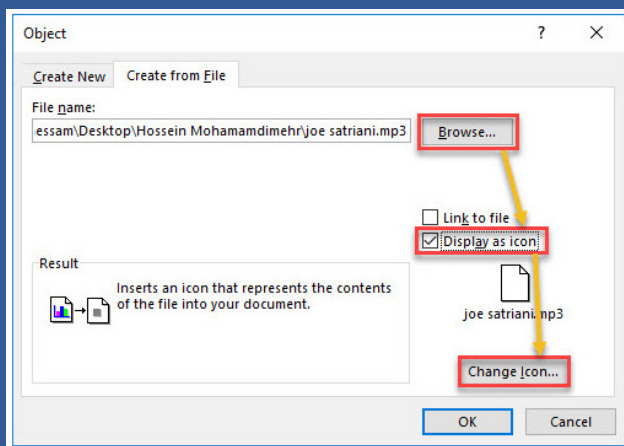 Object
?
Create New
Create from File
File name:
essam\Desktop\Hossein Mohamamdimehr\joe satriani.mp3
Browse...
Link to file
Display as icon
Result
Inserts an icon that represents the contents
of the file into your document.
joe satriani.mp3
Change Icon...
OK
Cancel